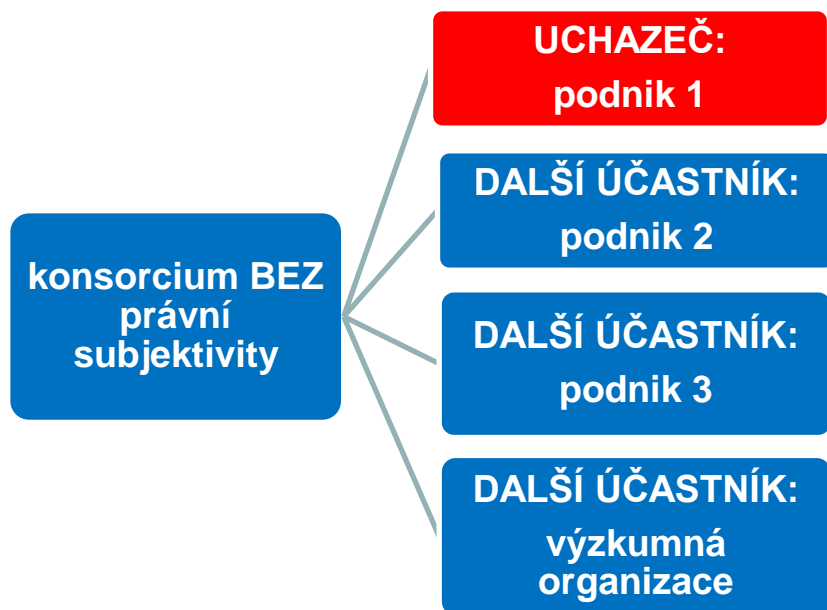 konsorcium BEZ
právní
subjektivity
UCHAZEČ:
podnik 1
DALŠÍ ÚČASTNÍK:
podnik 2
DALŠÍ ÚČASTNÍK:
podnik 3
DALŠÍ ÚČASTNÍK:
výzkumná
organizace